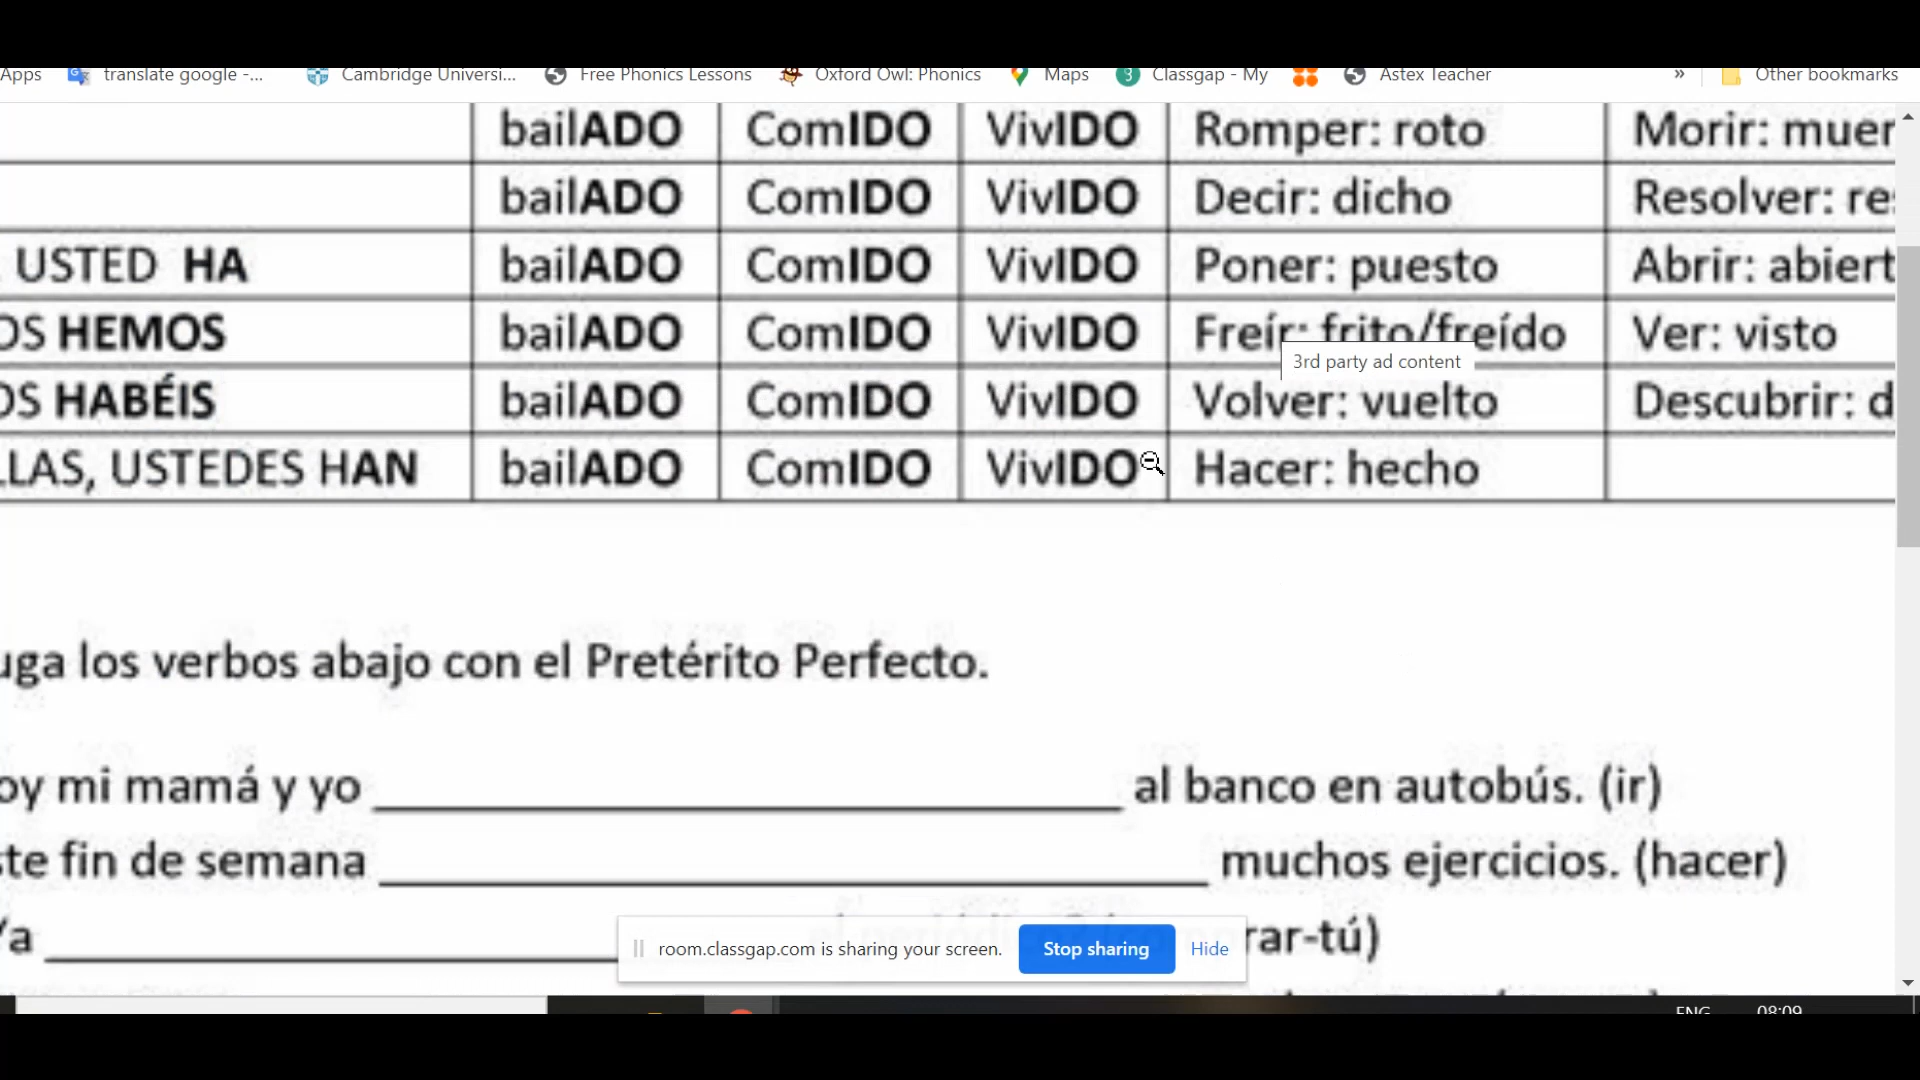 Apps translate google -... Cambridge Universi... Free Phonics Lessons Oxford Owl: Phonics Maps 3 Classgap - My Astex Teacher » Other bookmarks
bailADO ComIDO VivIDO Romper: roto Morir: muer
bailADO ComIDO VivIDO Decir: dicho Resolver: re
USTED HA bailADO ComIDO VivIDO Poner: puesto Abrir: abiert
OS HEMOS bailADO ComIDO VivIDO Freír: frito/freído Ver: visto
3rd party ad content
OS HABÉIS bailADO ComIDO VivIDO Volver: vuelto Descubrir: d
LLAS, USTEDES HAN bailADO ComIDO VivIDO Hacer: hecho
uga los verbos abajo con el Pretérito Perfecto.
oy mi mamá y yo al banco en autobús. (ir)
ste fin de semana muchos ejercicios. (hacer)
a rar-tú)
room.classgap.com is sharing your screen. Stop sharing Hide
ENG 08:09